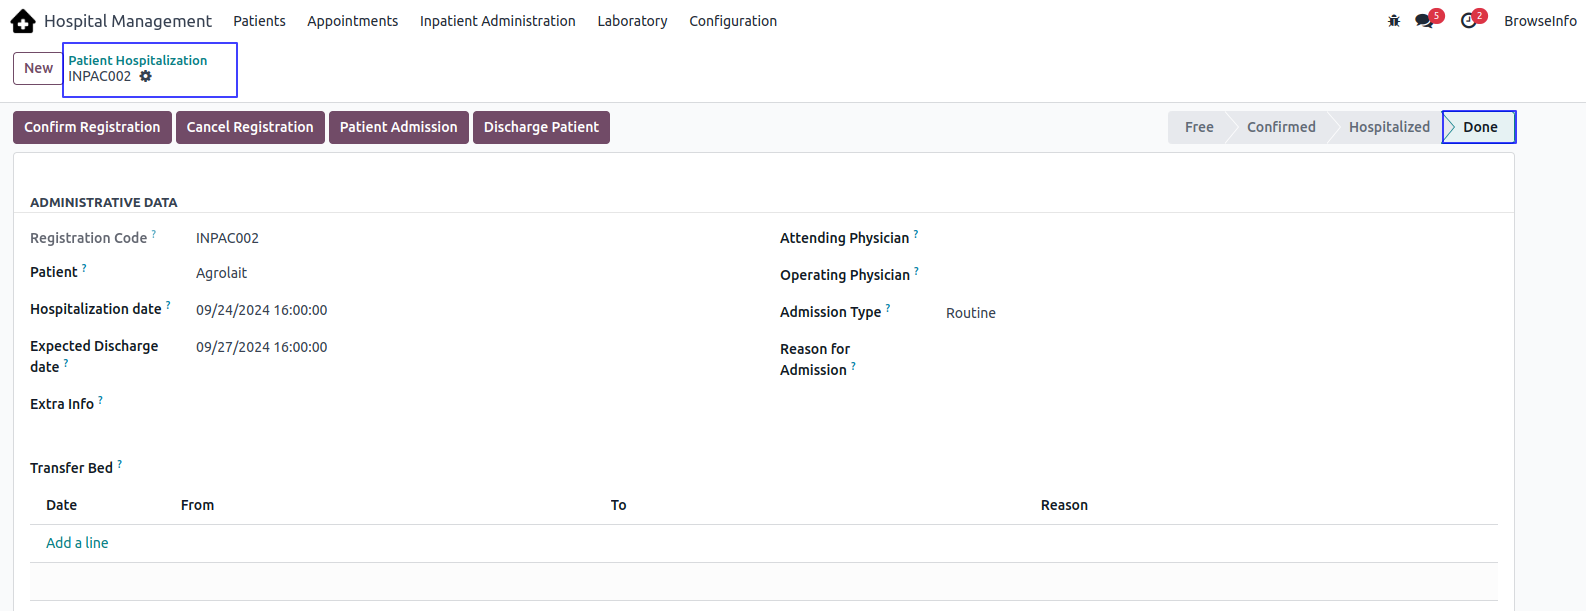 Hospital Management Patients Appointments Inpatient Administration Laboratory Configuration 5 2 BrowseInfo
New
Patient Hospitalization
INPAC002
Confirm Registration Cancel Registration Patient Admission Discharge Patient Free Confirmed Hospitalized Done
ADMINISTRATIVE DATA
Registration Code ? INPAC002
Attending Physician ?
Patient ? Agrolait
Operating Physician ?
Hospitalization date ? 09/24/2024 16:00:00
Admission Type ? Routine
Expected Discharge
date ? 09/27/2024 16:00:00
Reason for
Admission ?
Extra Info ?
Transfer Bed ?
Date From To Reason
Add a line